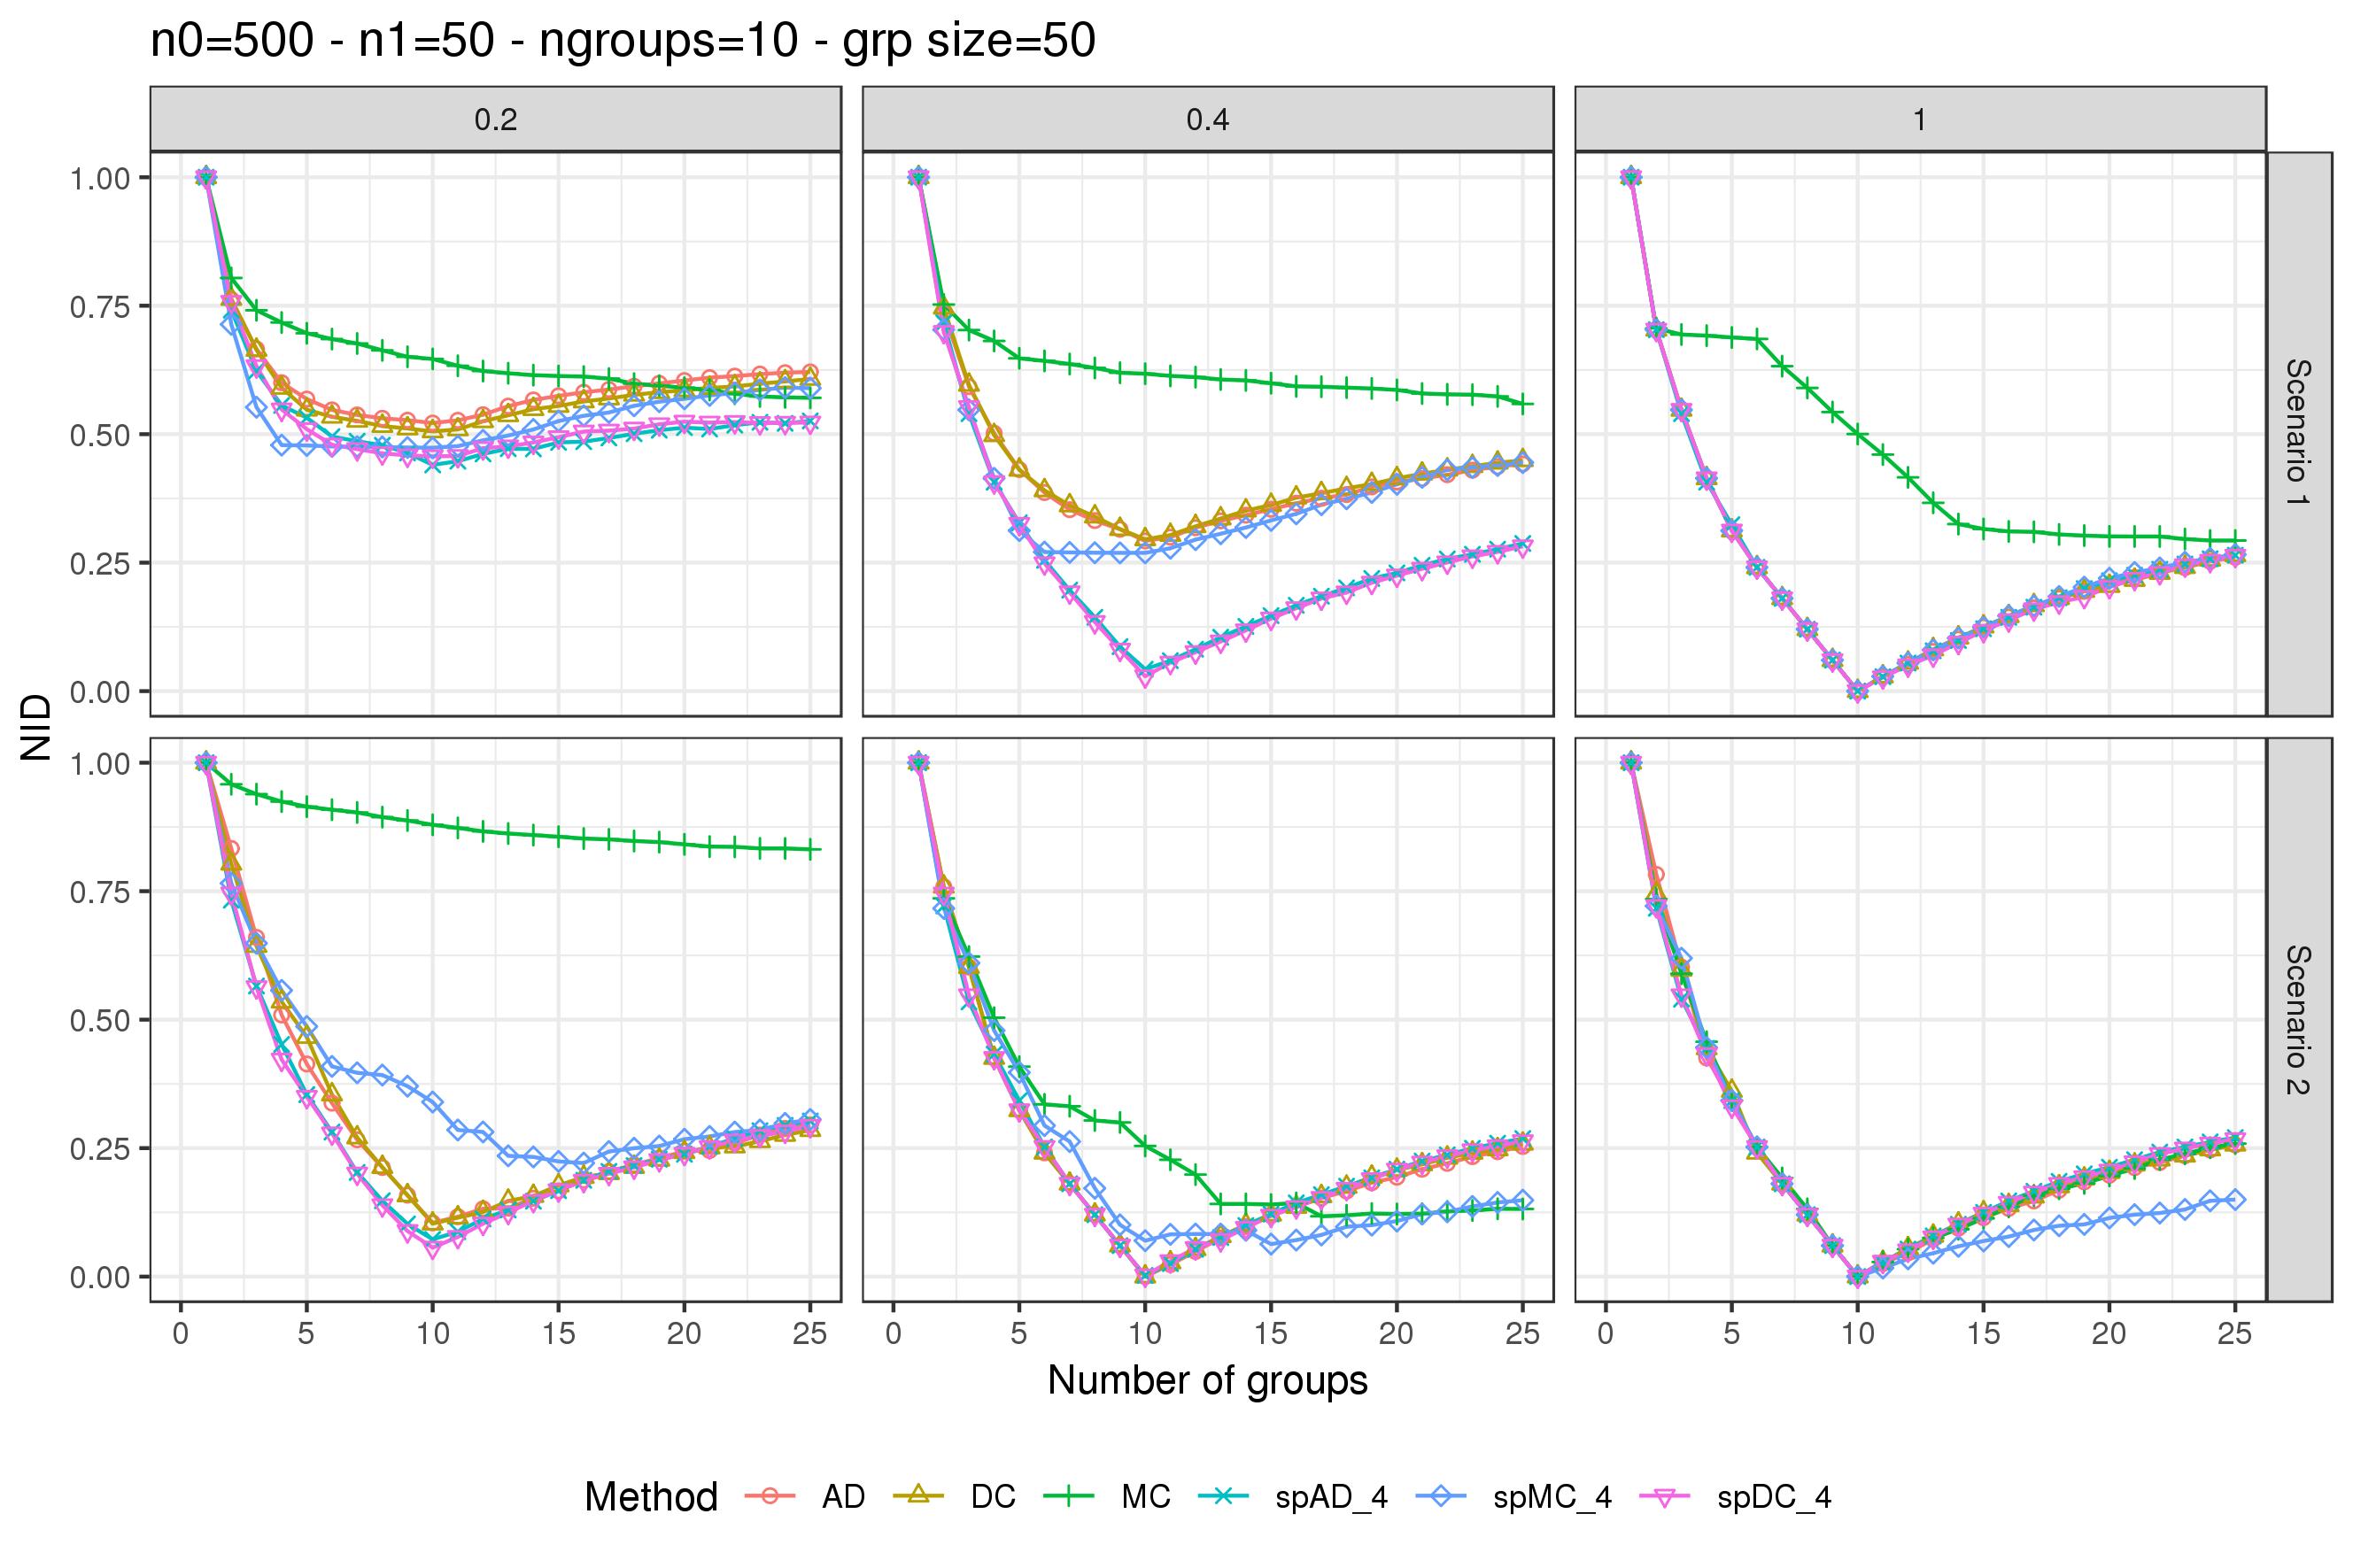 n0=500 - n1=50 - ngroups=10 - grp size=50
0.2 0.4 1
1.00
0.75
0.50
0.25
0.00
Scenario 1
NID
1.00
0.75
0.50
0.25
0.00
Scenario 2
0 5 10 15 20 25 0 5 10 15 20 25 0 5 10 15 20 25
Number of groups
Method AD DC MC spAD_4 spMC_4 spDC_4